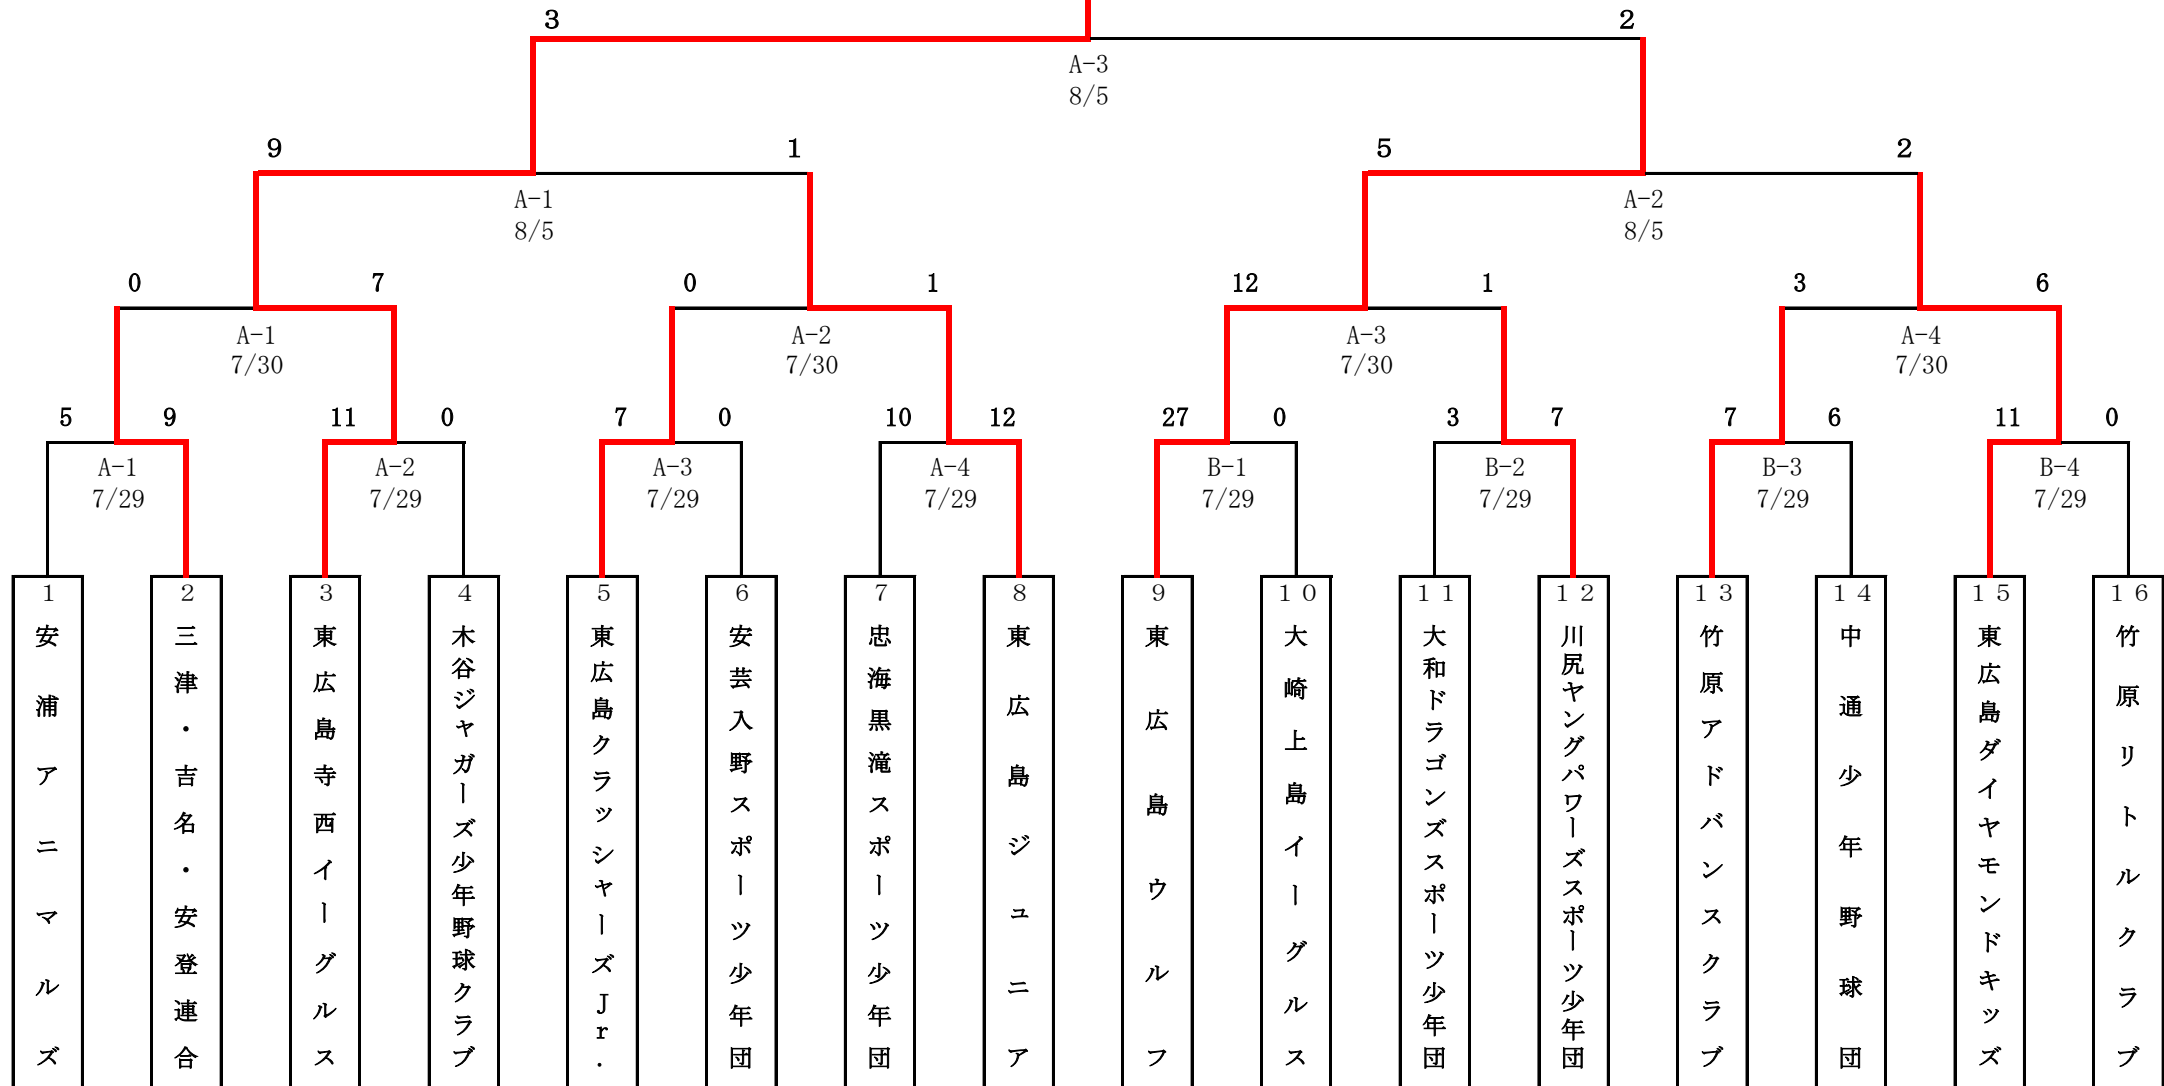 3 2
A-3
8/5
9 1 5 2
A-1 A-2
8/5 8/5
0 7 0 1 12 1 3 6
A-1 A-2 A-3 A-4
7/30 7/30 7/30 7/30
5 9 11 0 7 0 10 12 27 0 3 7 7 6 11 0
A-1 A-2 A-3 A-4 B-1 B-2 B-3 B-4
7/29 7/29 7/29 7/29 7/29 7/29 7/29 7/29
1 安浦アニマルズ
2 三津・吉名・安登連合
3 東広島寺西イーグルス
4 木谷ジャガーズ少年野球クラブ
5 東広島クラッシャーズJr.
6 安芸入野スポーツ少年団
7 忠海黒滝スポーツ少年団
8 東広島ジュニア
9 東広島ウルフ
10 大崎上島イーグルス
11 大和ドラゴンズスポーツ少年団
12 川尻ヤングパワーズスポーツ少年団
13 竹原アドバンスクラブ
14 中通少年野球団
15 東広島ダイヤモンドキッズ
16 竹原リトルクラブ